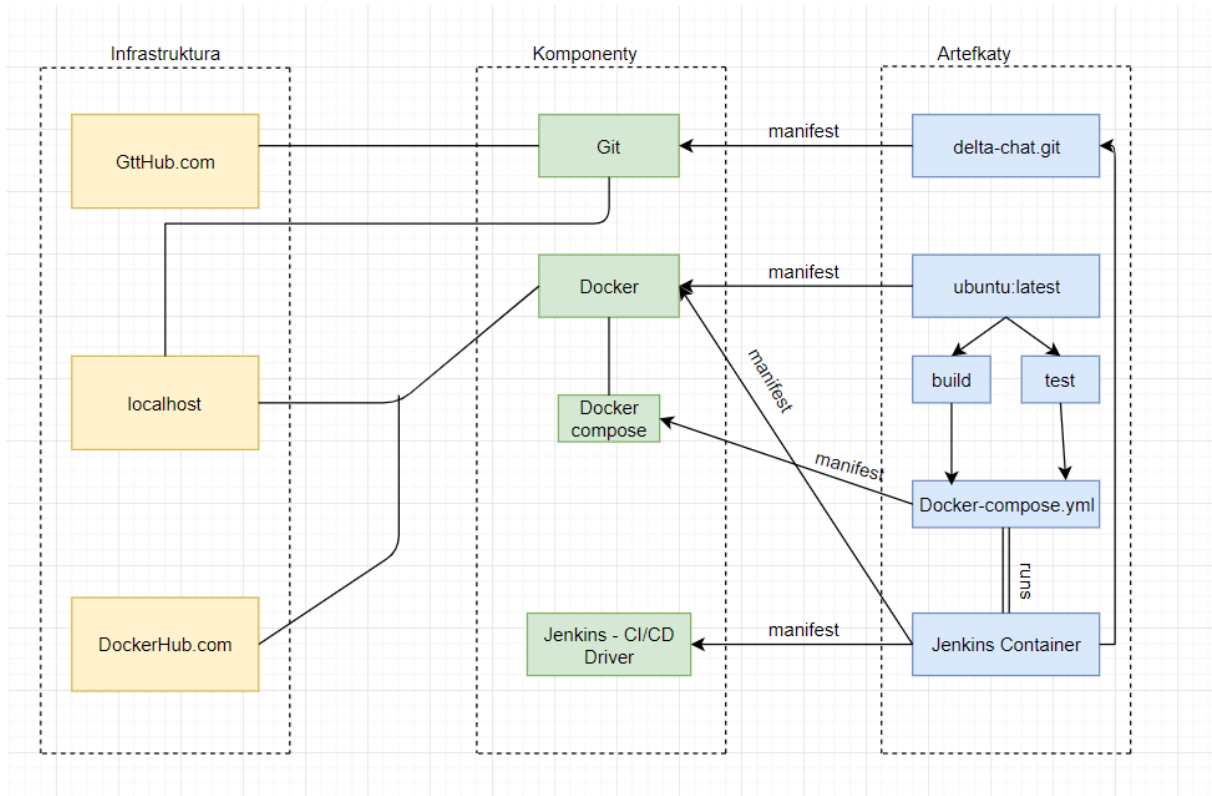 Infrastruktura
Komponenty
Artefkaty
GttHub.com
Git
manifest
delta-chat.git
Docker
manifest
ubuntu:latest
localhost
manifest
build
test
Docker
compose
manifest
Docker-compose.yml
runs
DockerHub.com
Jenkins - CI/CD
Driver
manifest
Jenkins Container